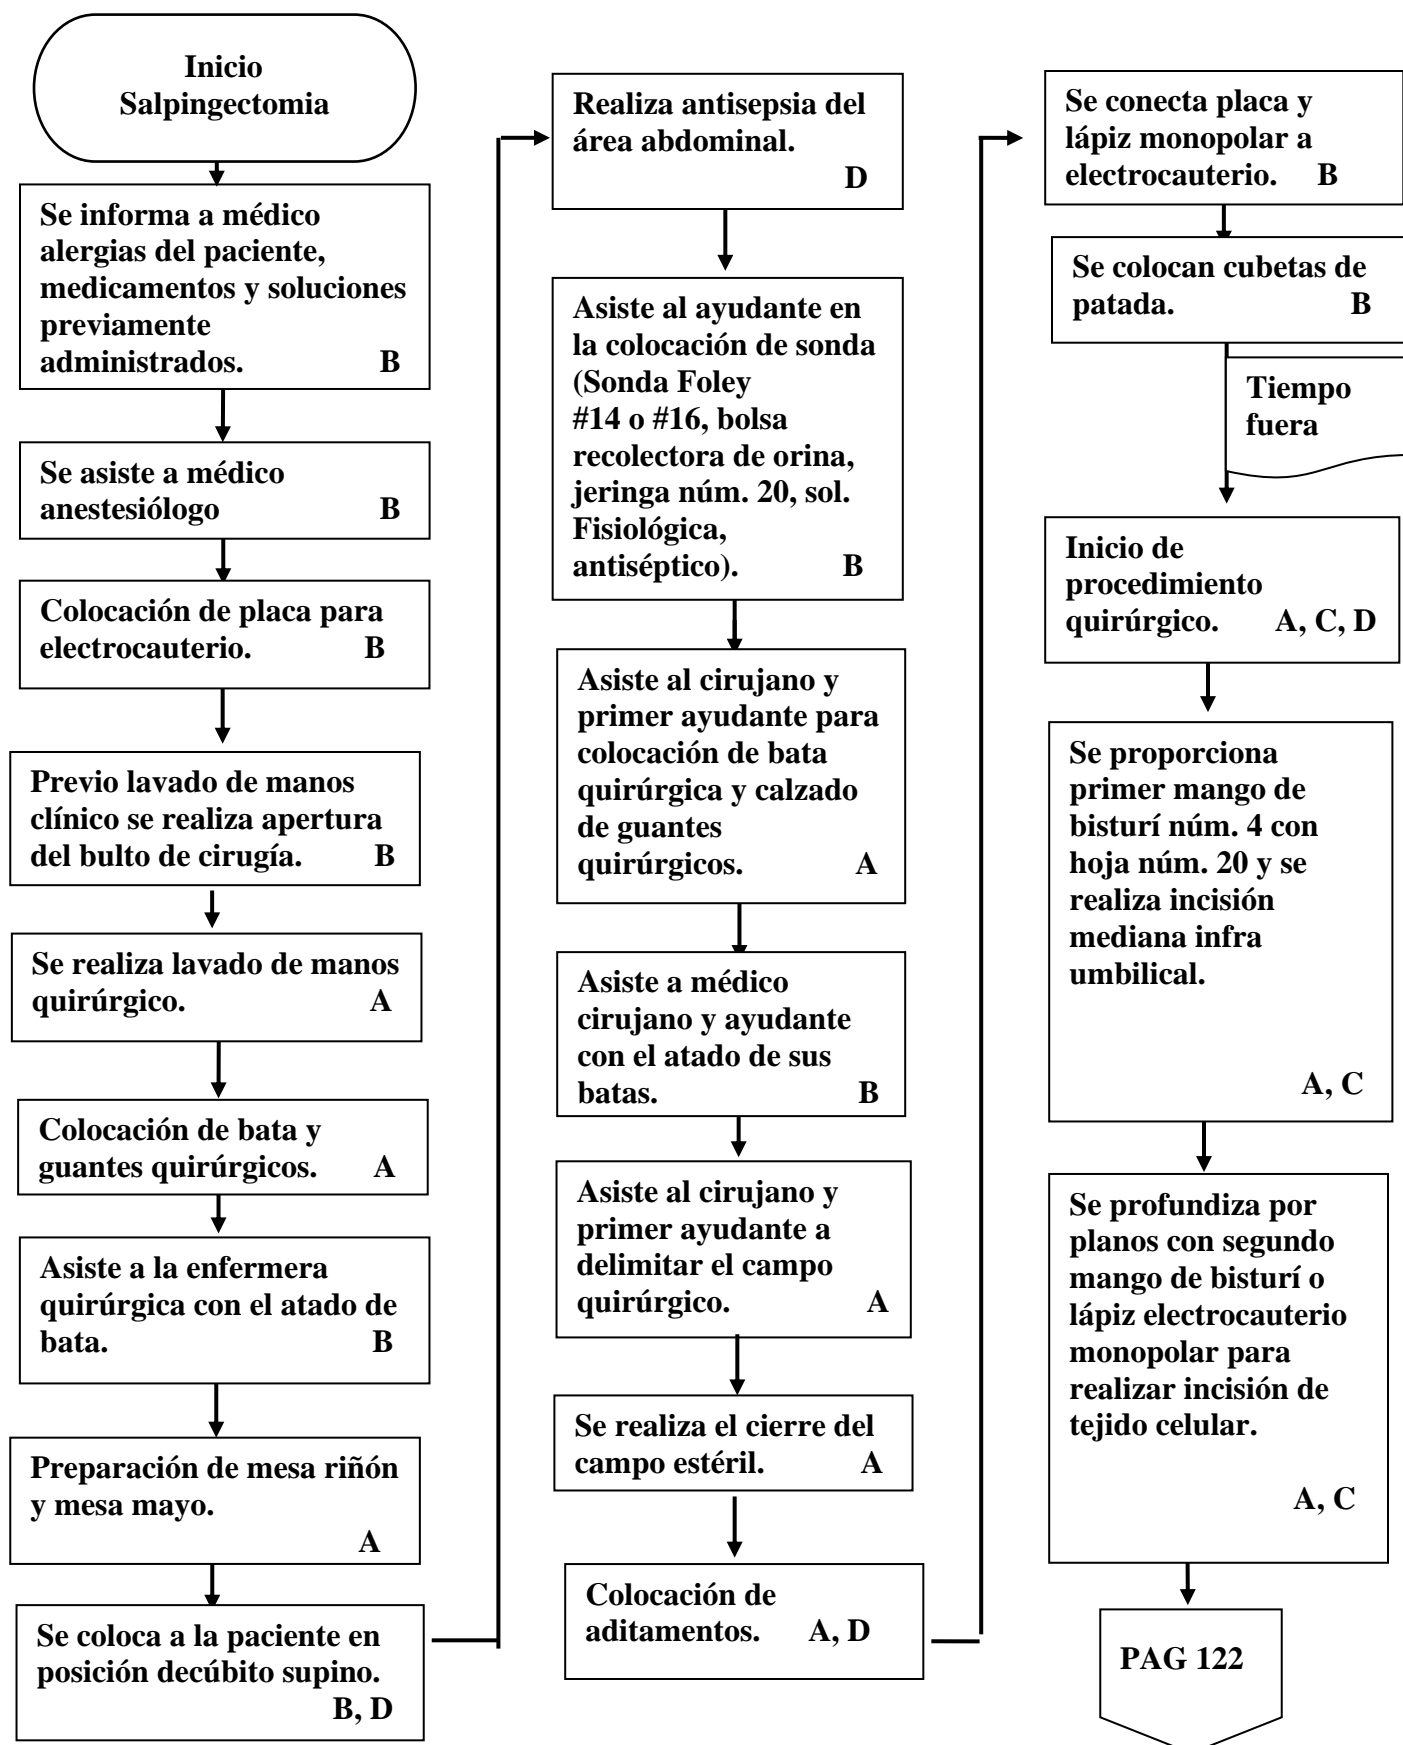 Inicio
Salpingectomia
Se informa a médico
alergias del paciente,
medicamentos y soluciones
previamente
administrados. B
Se asiste a médico
anestesiólogo B
Colocación de placa para
electrocauterio. B
Previo lavado de manos
clínico se realiza apertura
del bulto de cirugía. B
Se realiza lavado de manos
quirúrgico. A
Colocación de bata y
guantes quirúrgicos. A
Asiste a la enfermera
quirúrgica con el atado de
bata. B
Preparación de mesa riñón
y mesa mayo.
A
Se coloca a la paciente en
posición decúbito supino.
B, D
Realiza antisepsia del
área abdominal.
D
Asiste al ayudante en
la colocación de sonda
(Sonda Foley
#14 o #16, bolsa
recolectora de orina,
jeringa núm. 20, sol.
Fisiológica,
antiséptico). B
Asiste al cirujano y
primer ayudante para
colocación de bata
quirúrgica y calzado
de guantes
quirúrgicos. A
Asiste a médico
cirujano y ayudante
con el atado de sus
batas. B
Asiste al cirujano y
primer ayudante a
delimitar el campo
quirúrgico. A
Se realiza el cierre del
campo estéril. A
Colocación de
aditamentos. A, D
Se conecta placa y
lápiz monopolar a
electrocauterio. B
Se colocan cubetas de
patada. B
Tiempo
fuera
Inicio de
procedimiento
quirúrgico. A, C, D
Se proporciona
primer mango de
bisturí núm. 4 con
hoja núm. 20 y se
realiza incisión
mediana infra
umbilical.
A, C
Se profundiza por
planos con segundo
mango de bisturí o
lápiz electrocauterio
monopolar para
realizar incisión de
tejido celular.
A, C
PAG 122